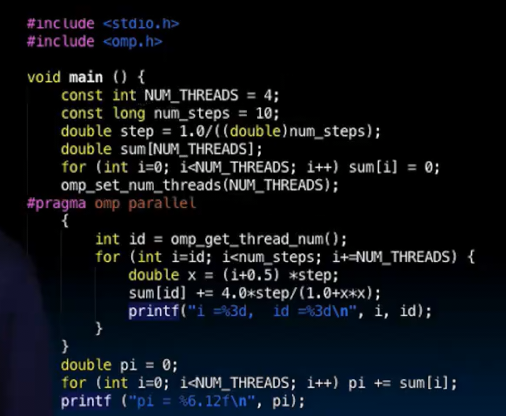 #include <stdio.h>
#include <omp.h>
void main () {
const int NUM_THREADS = 4;
const long num_steps = 10;
double step = 1.0/((double)num_steps);
double sum[NUM_THREADS];
for (int i=0; i<NUM_THREADS; i++) sum[i] = 0;
omp_set_num_threads(NUM_THREADS);
#pragma omp parallel
{
int id = omp_get_thread_num();
for (int i=id; i<num_steps; i+=NUM_THREADS) {
double x = (i+0.5) *step;
sum[id] += 4.0*step/(1.0+x*x);
printf("i =%3d,  id =%3d\n", i, id);
}
}
double pi = 0;
for (int i=0; i<NUM_THREADS; i++) pi += sum[i];
printf ("pi = %6.12f\n", pi);